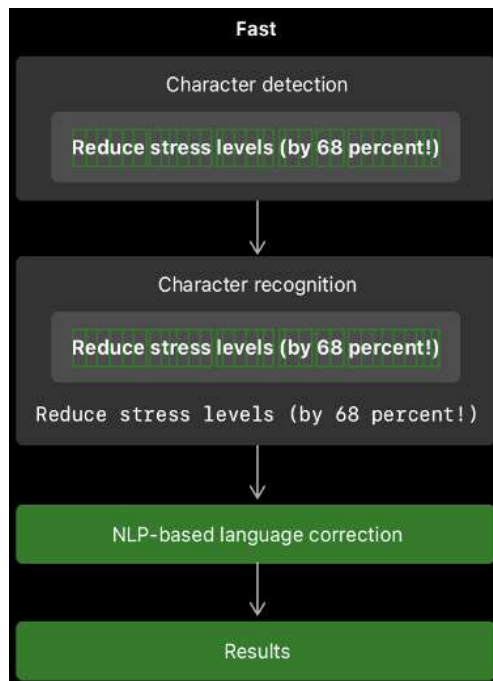 Fast
Character detection
Reduce stress levels (by 68 percent!)
Character recognition
Reduce stress levels (by 68 percent!)
Reduce stress levels (by 68 percent!)
NLP-based language correction
Results